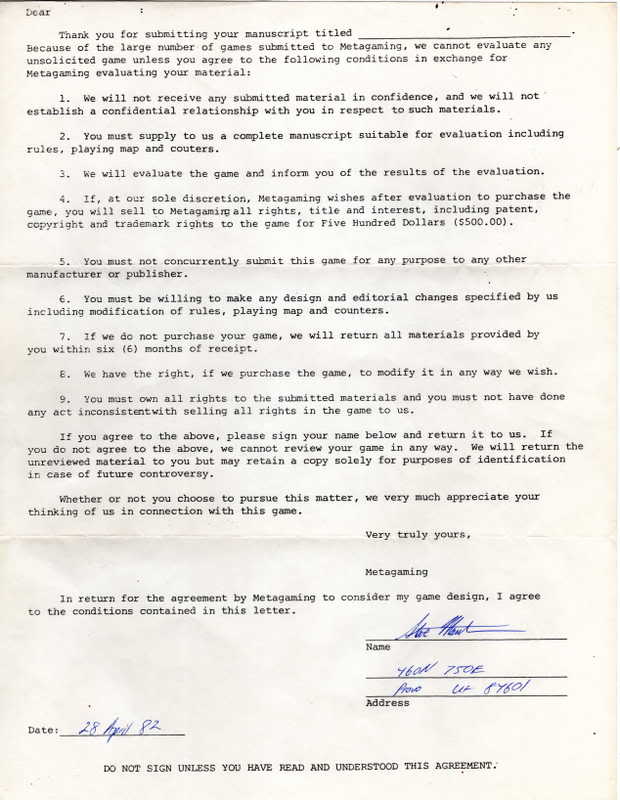 Dear :
Thank you for submitting your manuscript titled ______________________.
Because of the large number of games submitted to Metagaming, we cannot evaluate any
unsolicited game unless you agree to the following conditions in exchange for
Metagaming evaluating your material:
1. We will not receive any submitted material in confidence, and we will not
establish a confidential relationship with you in respect to such materials.
2. You must supply to us a complete manuscript suitable for evaluation including
rules, playing map and couters.
3. We will evaluate the game and inform you of the results of the evaluation.
4. If, at our sole discretion, Metagaming wishes after evaluation to purchase the
game, you will sell to Metagaming all rights, title and interest, including patent,
copyright and trademark rights to the game for Five Hundred Dollars ($500.00).
5. You must not concurrently submit this game for any purpose to any other
manufacturer or publisher.
6. You must be willing to make any design and editorial changes specified by us
including modification of rules, playing map and counters.
7. If we do not purchase your game, we will return all materials provided by
you within six (6) months of receipt.
8. We have the right, if we purchase the game, to modify it in any way we wish.
9. You must own all rights to the submitted materials and you must not have done
any act inconsistentwith selling all rights in the game to us.
If you agree to the above, please sign your name below and return it to us. If
you do not agree to the above, we cannot review your game in any way. We will return the
unreviewed material to you but may retain a copy solely for purposes of identification
in case of future controversy.
Whether or not you choose to pursue this matter, we very much appreciate your
thinking of us in connection with this game.
Very truly yours,
Metagaming
In return for the agreement by Metagaming to consider my game design, I agree
to the conditions contained in this letter.
Name
460N 750E
Provo Ut 84601
Address
Date: 28 April 82
DO NOT SIGN UNLESS YOU HAVE READ AND UNDERSTOOD THIS AGREEMENT.